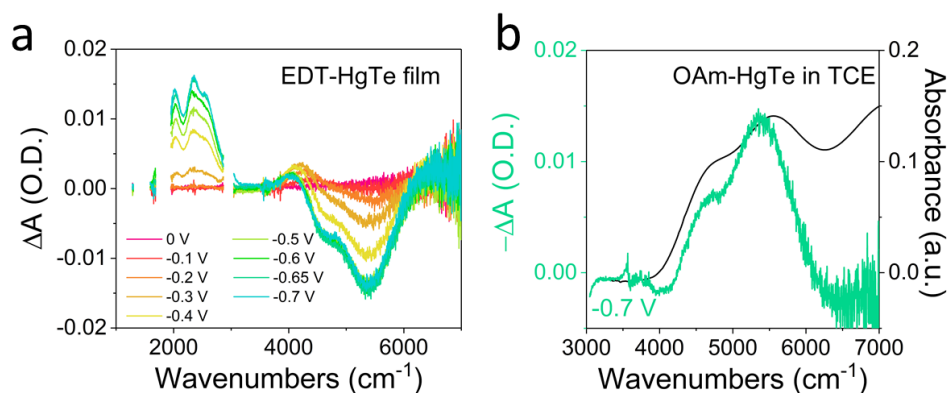 a
EDT-HgTe film
0.02
0.01
0.00
-0.01
-0.02
ΔA (O.D.)
0 V
-0.1 V
-0.2 V
-0.3 V
-0.4 V
-0.5 V
-0.6 V
-0.65 V
-0.7 V
2000 4000 6000
Wavenumbers (cm⁻¹)
b
OAm-HgTe in TCE
0.02
0.01
0.00
−ΔA (O.D.)
-0.7 V
0.2
0.1
0.0
Absorbance (a.u.)
3000 4000 5000 6000 7000
Wavenumbers (cm⁻¹)